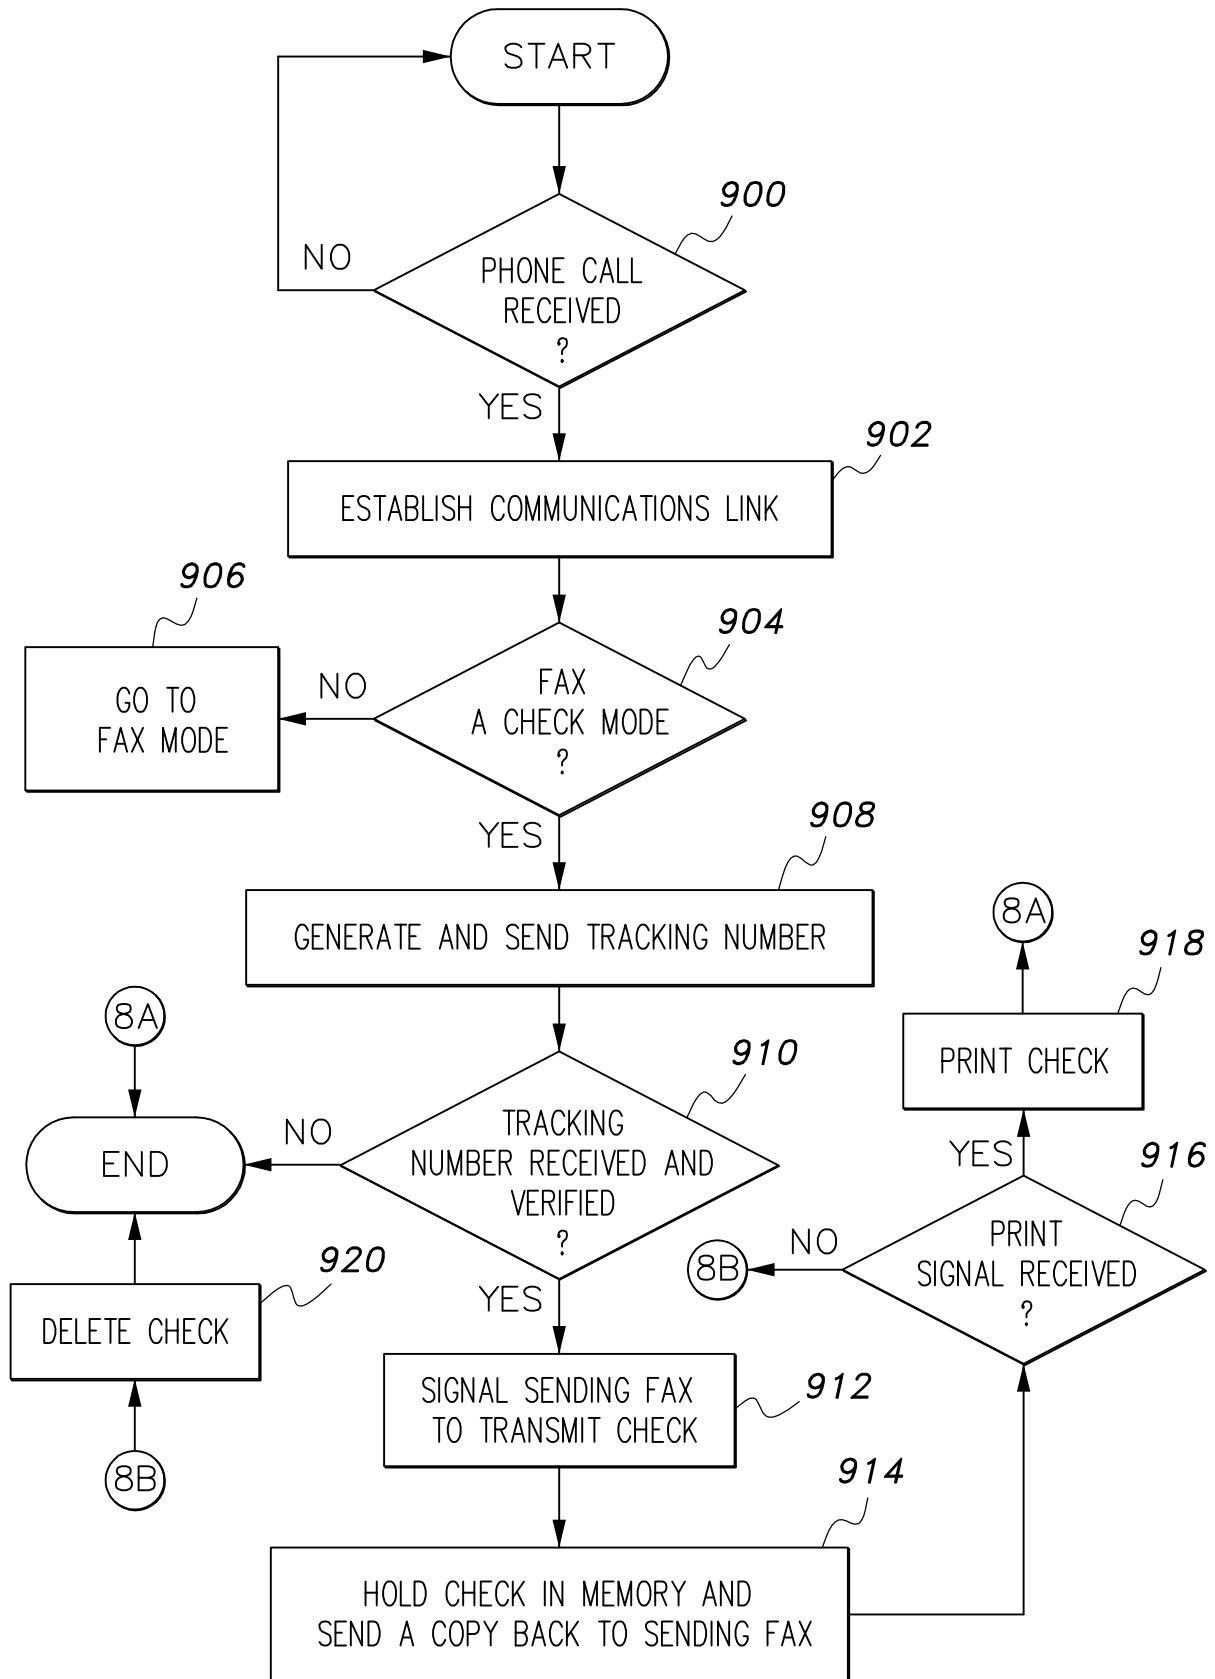 START
900
NO
PHONE CALL
RECEIVED
?
YES
902
ESTABLISH COMMUNICATIONS LINK
906
904
GO TO
FAX MODE
NO
FAX
A CHECK MODE
?
YES
908
GENERATE AND SEND TRACKING NUMBER
8A
918
8A
PRINT CHECK
910
END
NO
TRACKING
NUMBER RECEIVED AND
VERIFIED
?
YES
916
PRINT
SIGNAL RECEIVED
?
NO
8B
920
DELETE CHECK
YES
8B
SIGNAL SENDING FAX
TO TRANSMIT CHECK
912
914
HOLD CHECK IN MEMORY AND
SEND A COPY BACK TO SENDING FAX